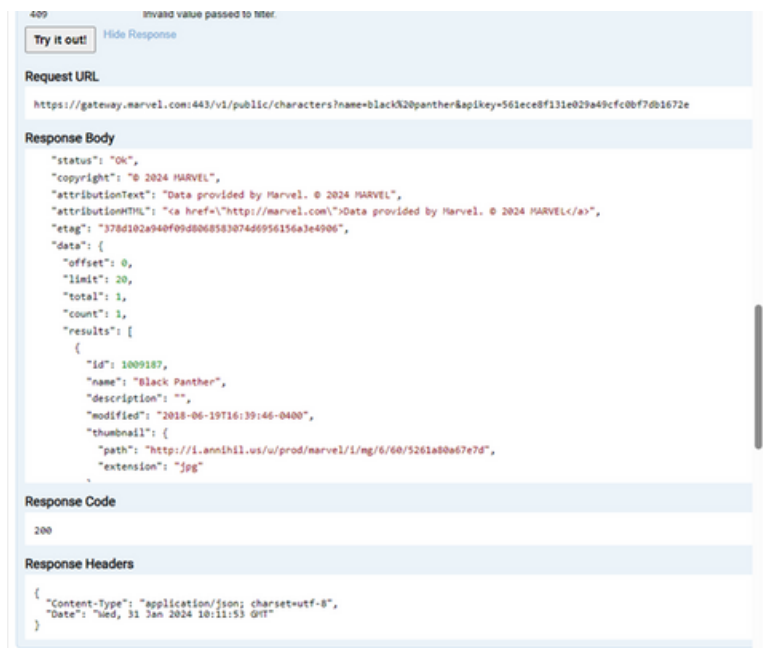 409 Invalid value passed to filter.
Try it out! Hide Response
Request URL
https://gateway.marvel.com:443/v1/public/characters?name=black%20panther&apikey=561ece8f131e029a49cfc0bf7db1672e
Response Body
"status": "Ok",
"copyright": "© 2024 MARVEL",
"attributionText": "Data provided by Marvel. © 2024 MARVEL",
"attributionHTML": "<a href=\"http://marvel.com\">Data provided by Marvel. © 2024 MARVEL</a>",
"etag": "378d102a940f09d8068583074d6956156a3e4906",
"data": {
"offset": 0,
"limit": 20,
"total": 1,
"count": 1,
"results": [
{
"id": 1009187,
"name": "Black Panther",
"description": "",
"modified": "2018-06-19T16:39:46-0400",
"thumbnail": {
"path": "http://i.annihil.us/u/prod/marvel/i/mg/6/60/5261a80a67e7d",
"extension": "jpg"
Response Code
200
Response Headers
{
"Content-Type": "application/json; charset=utf-8",
"Date": "Wed, 31 Jan 2024 10:11:53 GMT"
}